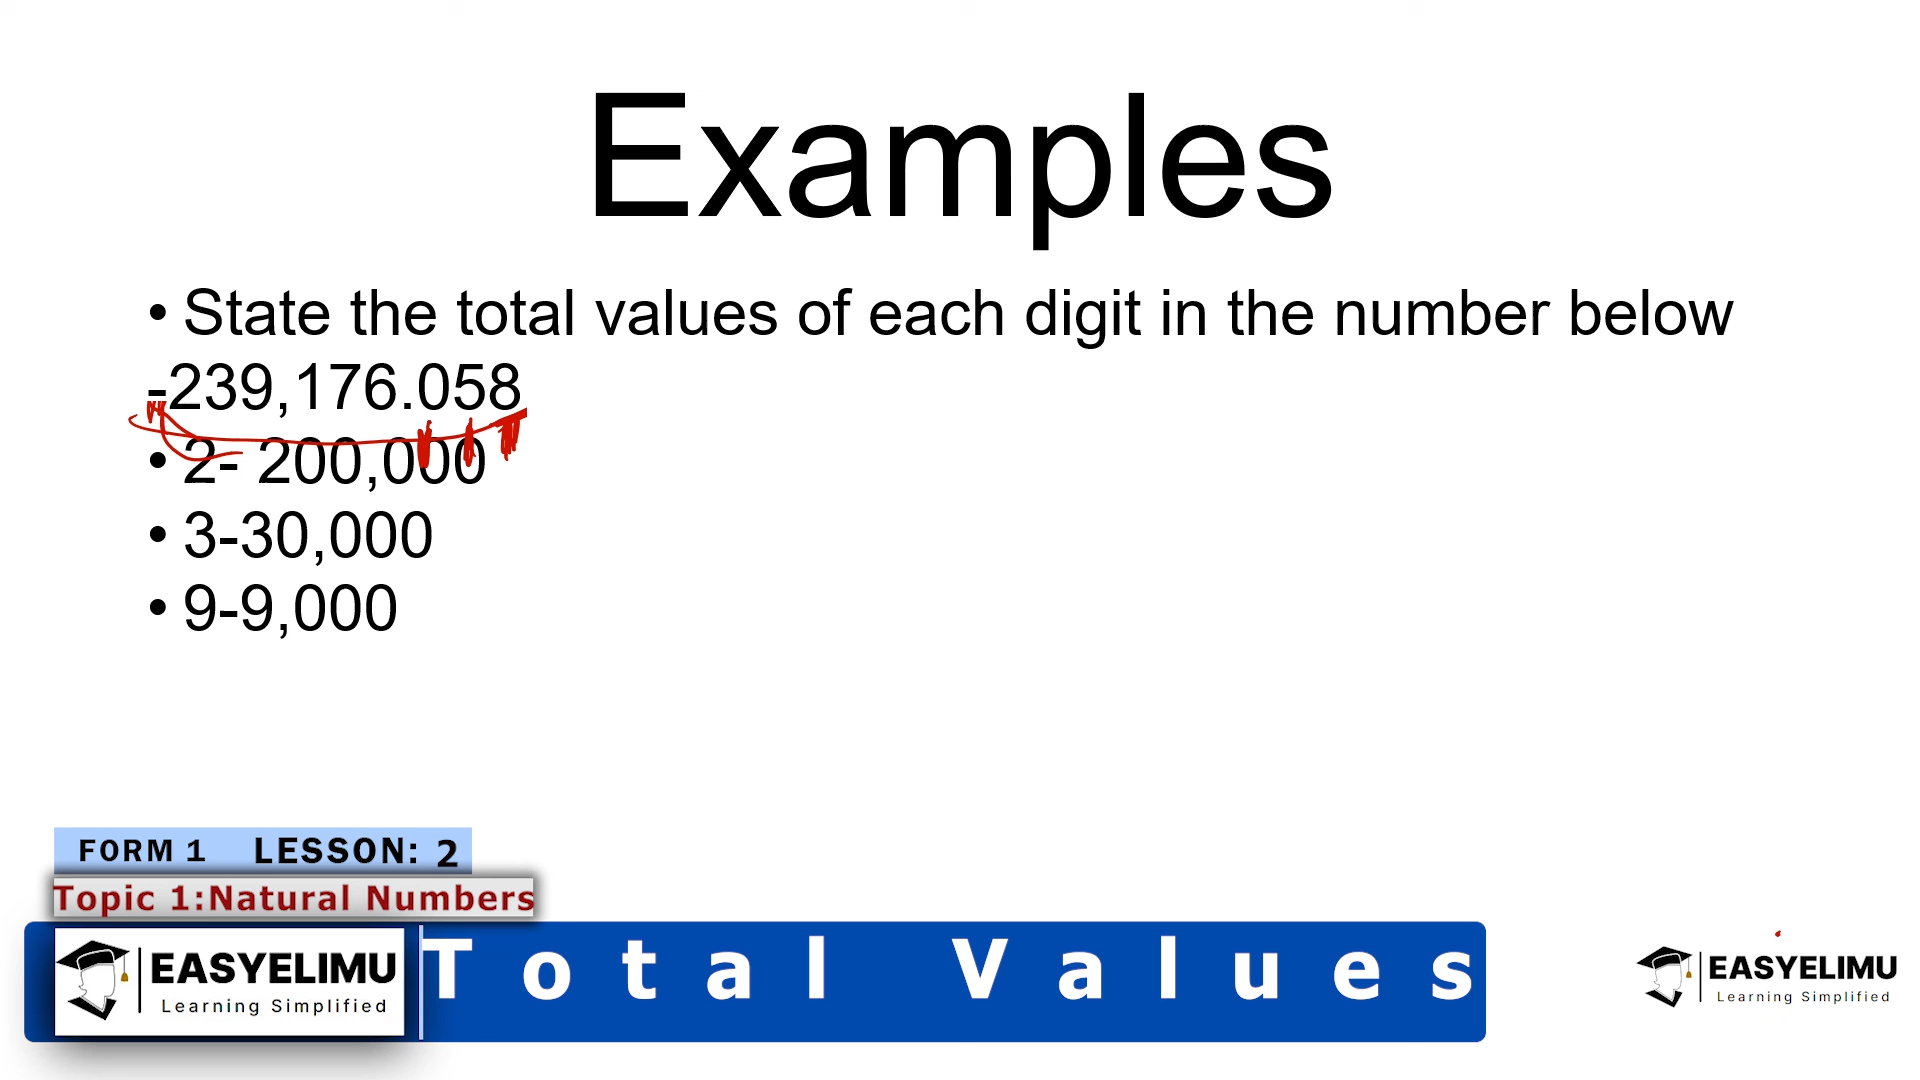 Examples
• State the total values of each digit in the number below
-239,176.058
• 2- 200,000
• 3-30,000
• 9-9,000
FORM 1 LESSON: 2
Topic 1:Natural Numbers
EASYELIMU
Learning Simplified
Total Values
EASYELIMU
Learning Simplified